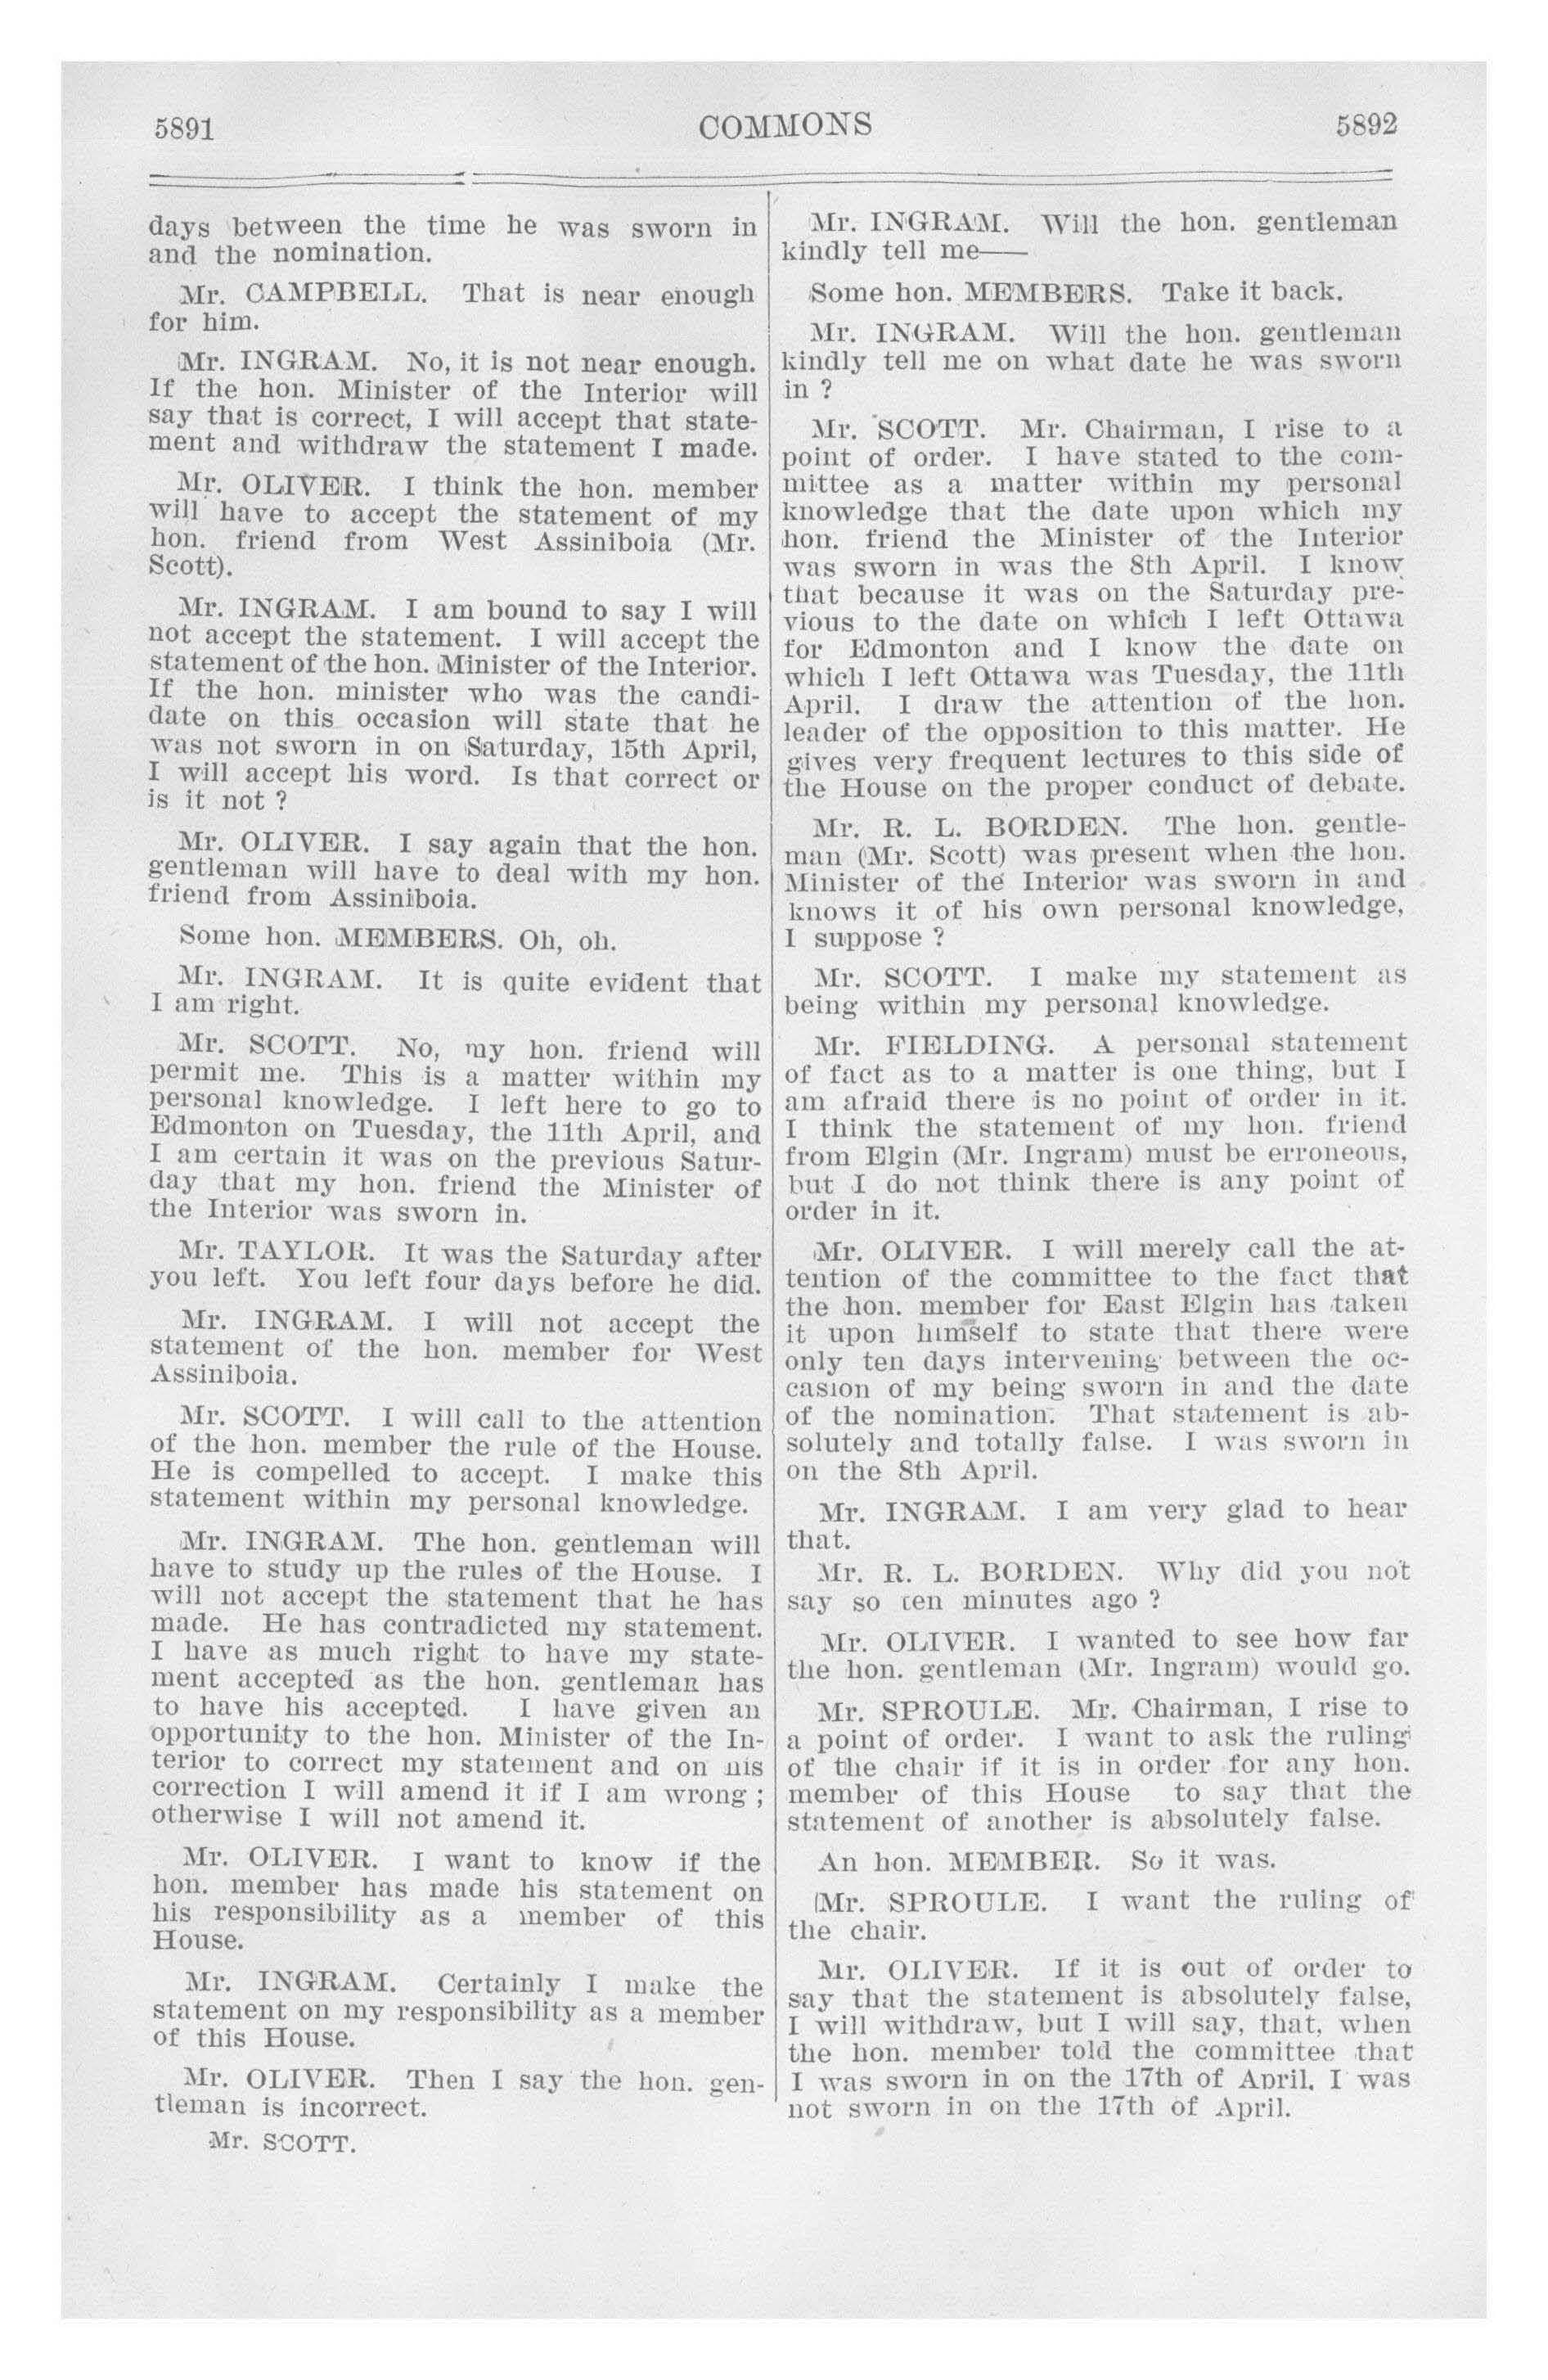 5891
COMMONS
5892
days between the time he was sworn in
and the nomination.
Mr. CAMPBELL. That is near enough
for him.
Mr. INGRAM. No, it is not near enough.
If the hon. Minister of the Interior will
say that is correct, I will accept that state-
ment and withdraw the statement I made.
Mr. OLIVER. I think the hon. member
will have to accept the statement of my
hon. friend from West Assiniboia (Mr.
Scott).
Mr. INGRAM. I am bound to say I will
not accept the statement. I will accept the
statement of the hon. Minister of the Interior.
If the hon. minister who was the candi-
date on this occasion will state that he
was not sworn in on Saturday, 15th April,
I will accept his word. Is that correct or
is it not ?
Mr. OLIVER. I say again that the hon.
gentleman will have to deal with my hon.
friend from Assiniboia.
Some hon. MEMBERS. Oh, oh.
Mr. INGRAM. It is quite evident that
I am right.
Mr. SCOTT. No, my hon. friend will
permit me. This is a matter within my
personal knowledge. I left here to go to
Edmonton on Tuesday, the 11th April, and
I am certain it was on the previous Satur-
day that my hon. friend the Minister of
the Interior was sworn in.
Mr. TAYLOR. It was the Saturday after
you left. You left four days before he did.
Mr. INGRAM. I will not accept the
statement of the hon. member for West
Assiniboia.
Mr. SCOTT. I will call to the attention
of the hon. member the rule of the House.
He is compelled to accept. I make this
statement within my personal knowledge.
Mr. INGRAM. The hon. gentleman will
have to study up the rules of the House. I
will not accept the statement that he has
made. He has contradicted my statement.
I have as much right to have my state-
ment accepted as the hon. gentleman has
to have his accepted. I have given an
opportunity to the hon. Minister of the In-
terior to correct my statement and on his
correction I will amend it if I am wrong ;
otherwise I will not amend it.
Mr. OLIVER. I want to know if the
hon. member has made his statement on
his responsibility as a member of this
House.
Mr. INGRAM. Certainly I make the
statement on my responsibility as a member
of this House.
Mr. OLIVER. Then I say the hon. gen-
tleman is incorrect.
Mr. SCOTT.
Mr. INGRAM. Will the hon. gentleman
kindly tell me——
Some hon. MEMBERS. Take it back.
Mr. INGRAM. Will the hon. gentleman
kindly tell me on what date he was sworn
in ?
Mr. SCOTT. Mr. Chairman, I rise to a
point of order. I have stated to the com-
mittee as a matter within my personal
knowledge that the date upon which my
hon. friend the Minister of the Interior
was sworn in was the 8th April. I know
that because it was on the Saturday pre-
vious to the date on which I left Ottawa
for Edmonton and I know the date on
which I left Ottawa was Tuesday, the 11th
April. I draw the attention of the hon.
leader of the opposition to this matter. He
gives very frequent lectures to this side of
the House on the proper conduct of debate.
Mr. R. L. BORDEN. The hon. gentle-
man (Mr. Scott) was present when the hon.
Minister of the Interior was sworn in and
knows it of his own personal knowledge,
I suppose ?
Mr. SCOTT. I make my statement as
being within my personal knowledge.
Mr. FIELDING. A personal statement
of fact as to a matter is one thing, but I
am afraid there is no point of order in it.
I think the statement of my hon. friend
from Elgin (Mr. Ingram) must be erroneous,
but I do not think there is any point of
order in it.
Mr. OLIVER. I will merely call the at-
tention of the committee to the fact that
the hon. member for East Elgin has taken
it upon himself to state that there were
only ten days intervening between the oc-
casion of my being sworn in and the date
of the nomination. That statement is ab-
solutely and totally false. I was sworn in
on the 8th April.
Mr. INGRAM. I am very glad to hear
that.
Mr. R. L. BORDEN. Why did you not
say so ten minutes ago ?
Mr. OLIVER. I wanted to see how far
the hon. gentleman (Mr. Ingram) would go.
Mr. SPROULE. Mr. Chairman, I rise to
a point of order. I want to ask the ruling
of the chair if it is in order for any hon.
member of this House to say that the
statement of another is absolutely false.
An hon. MEMBER. So it was.
Mr. SPROULE. I want the ruling of
the chair.
Mr. OLIVER. If it is out of order to
say that the statement is absolutely false,
I will withdraw, but I will say, that, when
the hon. member told the committee that
I was sworn in on the 17th of April, I was
not sworn in on the 17th of April.